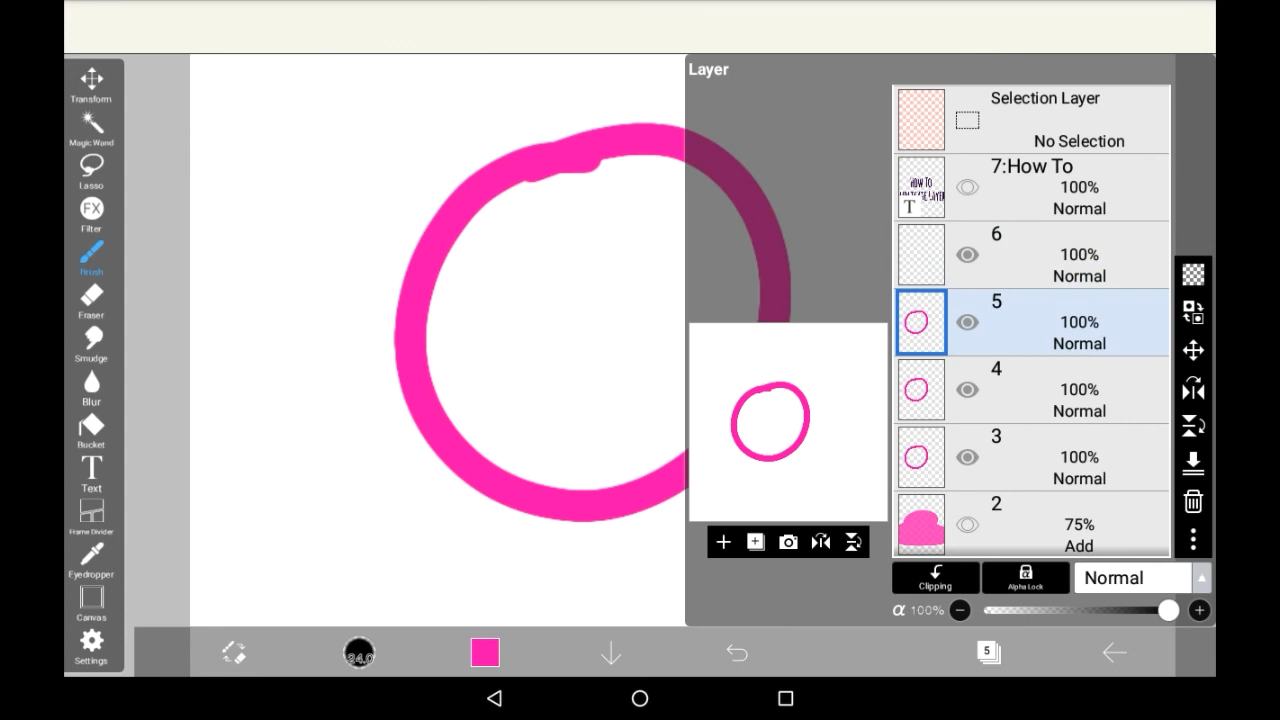 Layer
Transform
Magic Wand
Lasso
FX
Filter
Brush
Eraser
Smudge
Blur
Bucket
T
Text
Frame Divider
Eyedropper
Canvas
Settings
Selection Layer
No Selection
7:How To
100%
Normal
HOW TO
T
6
100%
Normal
5
100%
Normal
4
100%
Normal
3
100%
Normal
2
75%
Add
Clipping
α
Alpha Lock
Normal
α 100%
24.0
5